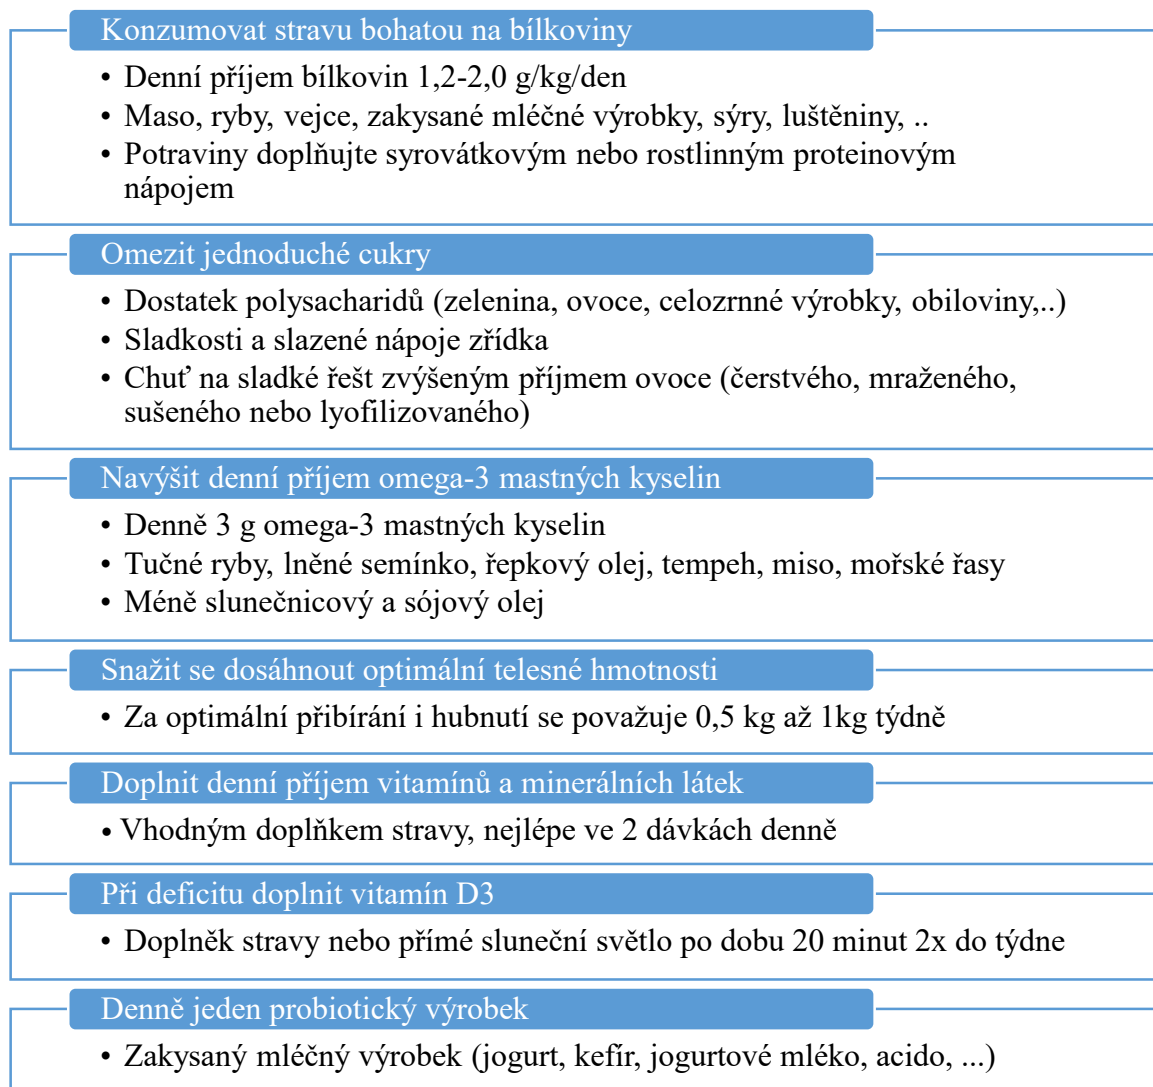 Konzumovat stravu bohatou na bílkoviny
• Denní příjem bílkovin 1,2-2,0 g/kg/den
• Maso, ryby, vejce, zakysané mléčné výrobky, sýry, luštěniny, ..
• Potraviny doplňujte syrovátkovým nebo rostlinným proteinovým
nápojem
Omezit jednoduché cukry
• Dostatek polysacharidů (zelenina, ovoce, celozrnné výrobky, obiloviny,..)
• Sladkosti a slazené nápoje zřídka
• Chuť na sladké řešt zvýšeným příjmem ovoce (čerstvého, mraženého,
sušeného nebo lyofilizovaného)
Navýšit denní příjem omega-3 mastných kyselin
• Denně 3 g omega-3 mastných kyselin
• Tučné ryby, lněné semínko, řepkový olej, tempeh, miso, mořské řasy
• Méně slunečnicový a sójový olej
Snažit se dosáhnout optimální telesné hmotnosti
• Za optimální přibírání i hubnutí se považuje 0,5 kg až 1kg týdně
Doplnit denní příjem vitamínů a minerálních látek
• Vhodným doplňkem stravy, nejlépe ve 2 dávkách denně
Při deficitu doplnit vitamín D3
• Doplněk stravy nebo přímé sluneční světlo po dobu 20 minut 2x do týdne
Denně jeden probiotický výrobek
• Zakysaný mléčný výrobek (jogurt, kefír, jogurtové mléko, acido, ...)